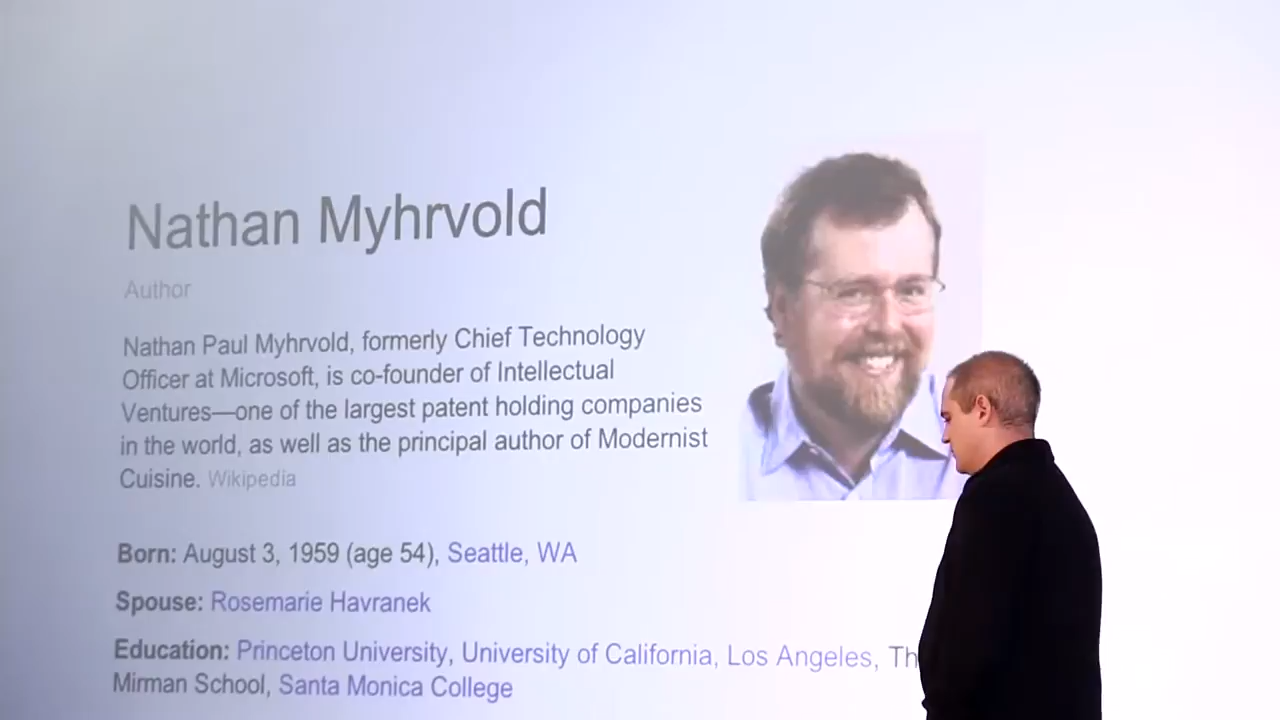 Nathan Myhrvold
Author
Nathan Paul Myhrvold, formerly Chief Technology
Officer at Microsoft, is co-founder of Intellectual
Ventures—one of the largest patent holding companies
in the world, as well as the principal author of Modernist
Cuisine. Wikipedia
Born: August 3, 1959 (age 54), Seattle, WA
Spouse: Rosemarie Havranek
Education: Princeton University, University of California, Los Angeles, Th
Mirman School, Santa Monica College